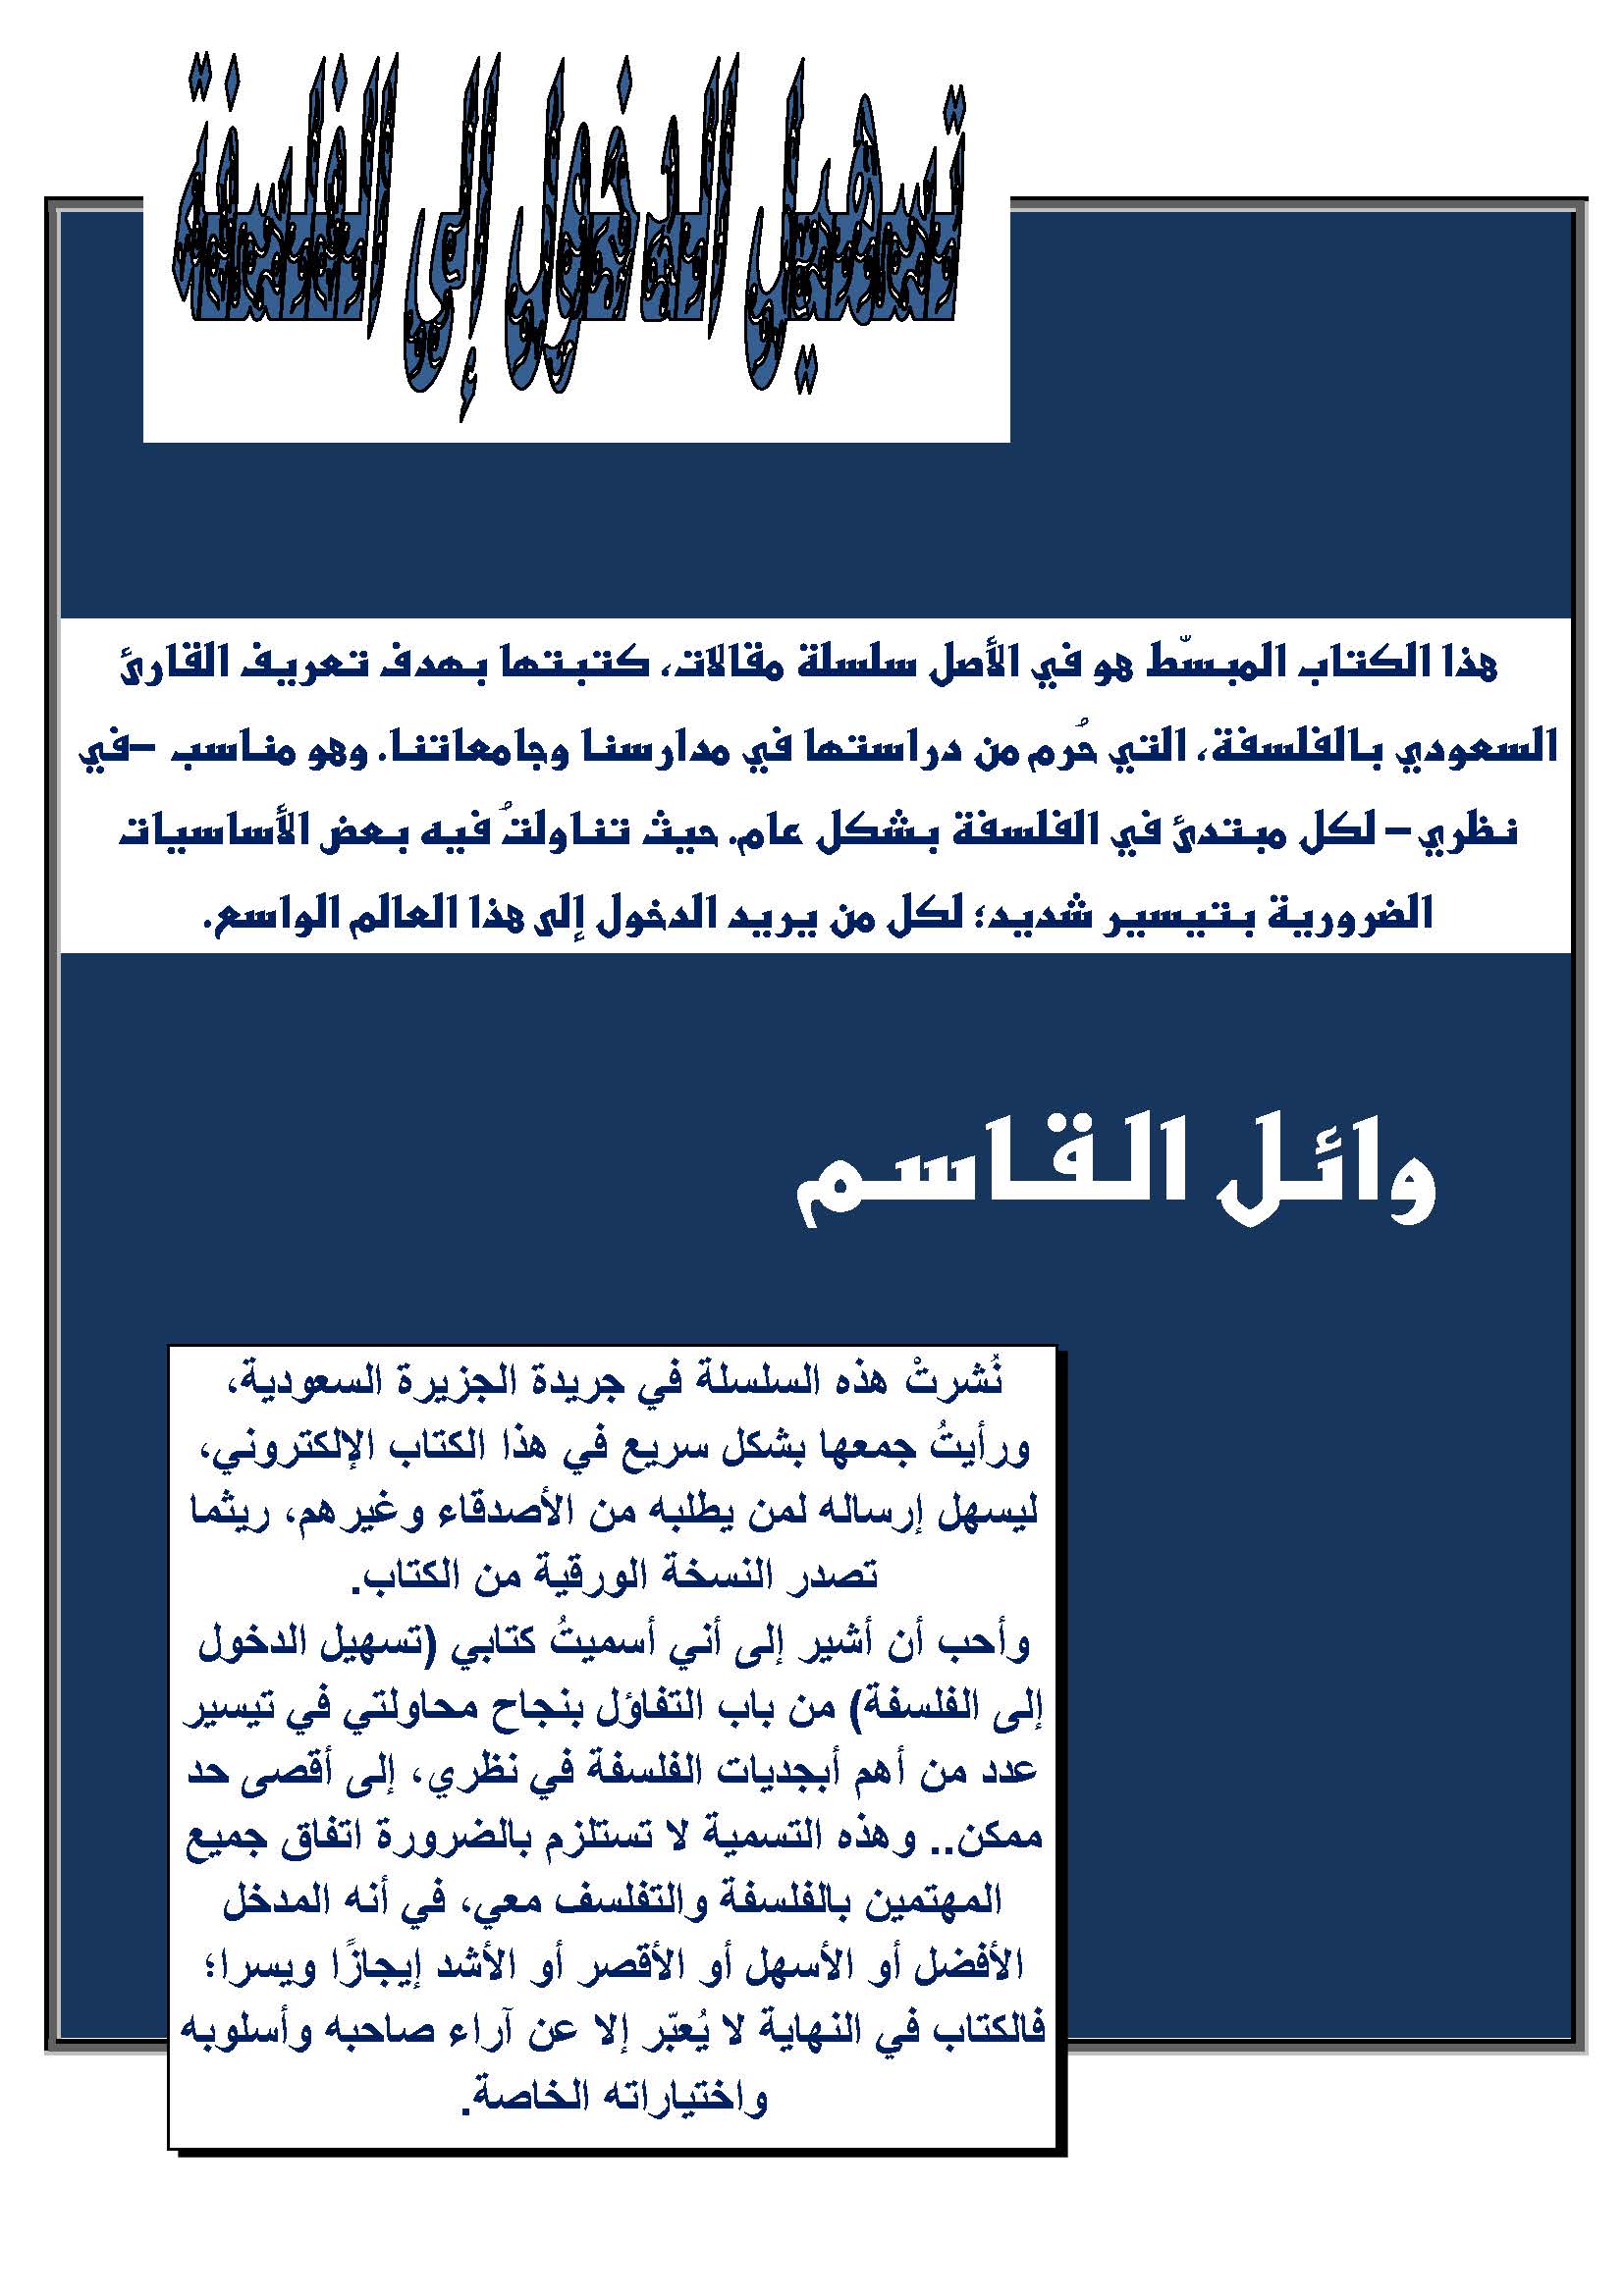 تسهيل الدخول إلى الفلسفة
هذا الكتاب المبسّط هو في الأصل سلسلة مقالات، كتبتها بهدف تعريف القارئ
السعودي بالفلسفة، التي حُرم من دراستها في مدارسنا وجامعاتنا. وهو مناسب –في
نظري– لكل مبتدئ في الفلسفة بشكل عام. حيث تناولتُ فيه بعض الأساسيات
الضرورية بتيسير شديد؛ لكل من يريد الدخول إلى هذا العالم الواسع.
وائل القاسم
نُشرتْ هذه السلسلة في جريدة الجزيرة السعودية،
ورأيتُ جمعها بشكل سريع في هذا الكتاب الإلكتروني،
ليسهل إرساله لمن يطلبه من الأصدقاء وغيرهم، ريثما
تصدر النسخة الورقية من الكتاب.
وأحب أن أشير إلى أني أسميتُ كتابي (تسهيل الدخول
إلى الفلسفة) من باب التفاؤل بنجاح محاولتي في تيسير
عدد من أهم أبجديات الفلسفة في نظري، إلى أقصى حد
ممكن.. وهذه التسمية لا تستلزم بالضرورة اتفاق جميع
المهتمين بالفلسفة والتفلسف معي، في أنه المدخل
الأفضل أو الأسهل أو الأقصر أو الأشد إيجازًا ويسرا؛
فالكتاب في النهاية لا يُعبّر إلا عن آراء صاحبه وأسلوبه
واختياراته الخاصة.